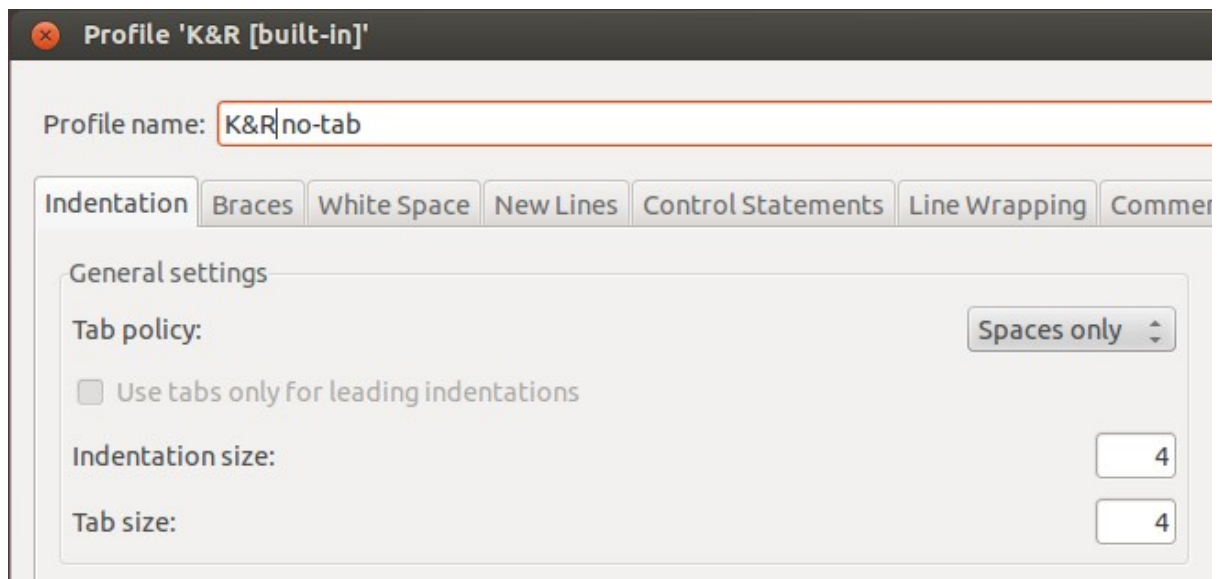 Profile 'K&R [built-in]'
Profile name: K&R no-tab
Indentation Braces White Space New Lines Control Statements Line Wrapping Commen
General settings
Tab policy: Spaces only
Use tabs only for leading indentations
Indentation size: 4
Tab size: 4